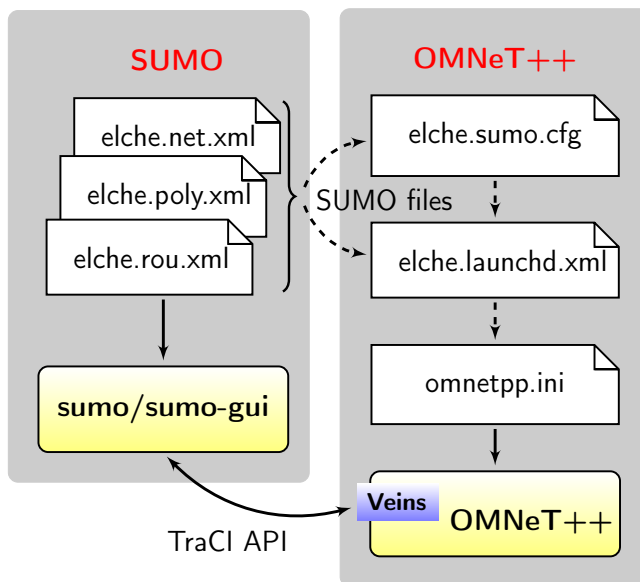 SUMO
elche.net.xml
elche.poly.xml
elche.rou.xml
sumo/sumo-gui
SUMO files
OMNeT++
elche.sumo.cfg
elche.launchd.xml
omnetpp.ini
Veins
OMNeT++
TraCI API